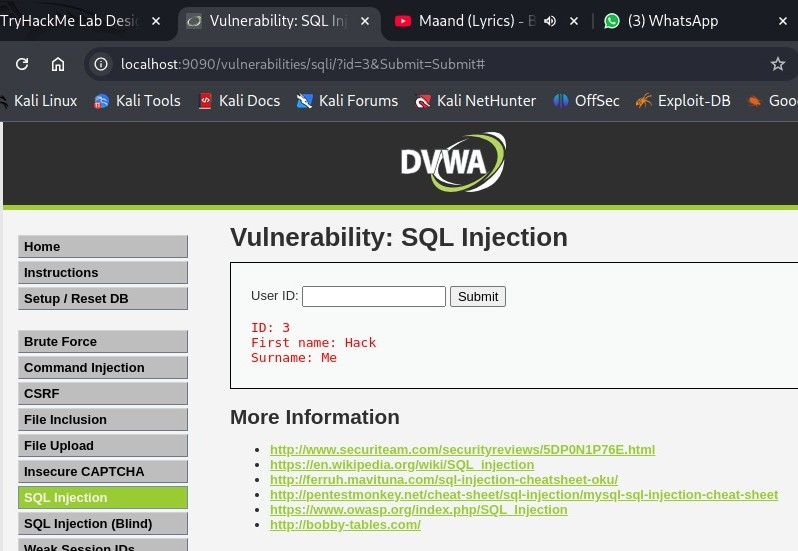 TryHackMe Lab Desi
Vulnerability: SQL In
Maand (Lyrics) - B
(3) WhatsApp
localhost:9090/vulnerabilities/sqli/?id=3&Submit=Submit#
Kali Linux
Kali Tools
Kali Docs
Kali Forums
Kali NetHunter
OffSec
Exploit-DB
Goo
DVWA
Home
Instructions
Setup / Reset DB
Brute Force
Command Injection
CSRF
File Inclusion
File Upload
Insecure CAPTCHA
SQL Injection
SQL Injection (Blind)
Weak Session IDs
Vulnerability: SQL Injection
User ID:
Submit
ID: 3
First name: Hack
Surname: Me
More Information
http://www.securiteam.com/securityreviews/5DP0N1P76E.html
https://en.wikipedia.org/wiki/SQL_injection
http://ferruh.mavituna.com/sql-injection-cheatsheet-oku/
http://pentestmonkey.net/cheat-sheet/sql-injection/mysql-sql-injection-cheat-sheet
https://www.owasp.org/index.php/SQL_Injection
http://bobby-tables.com/